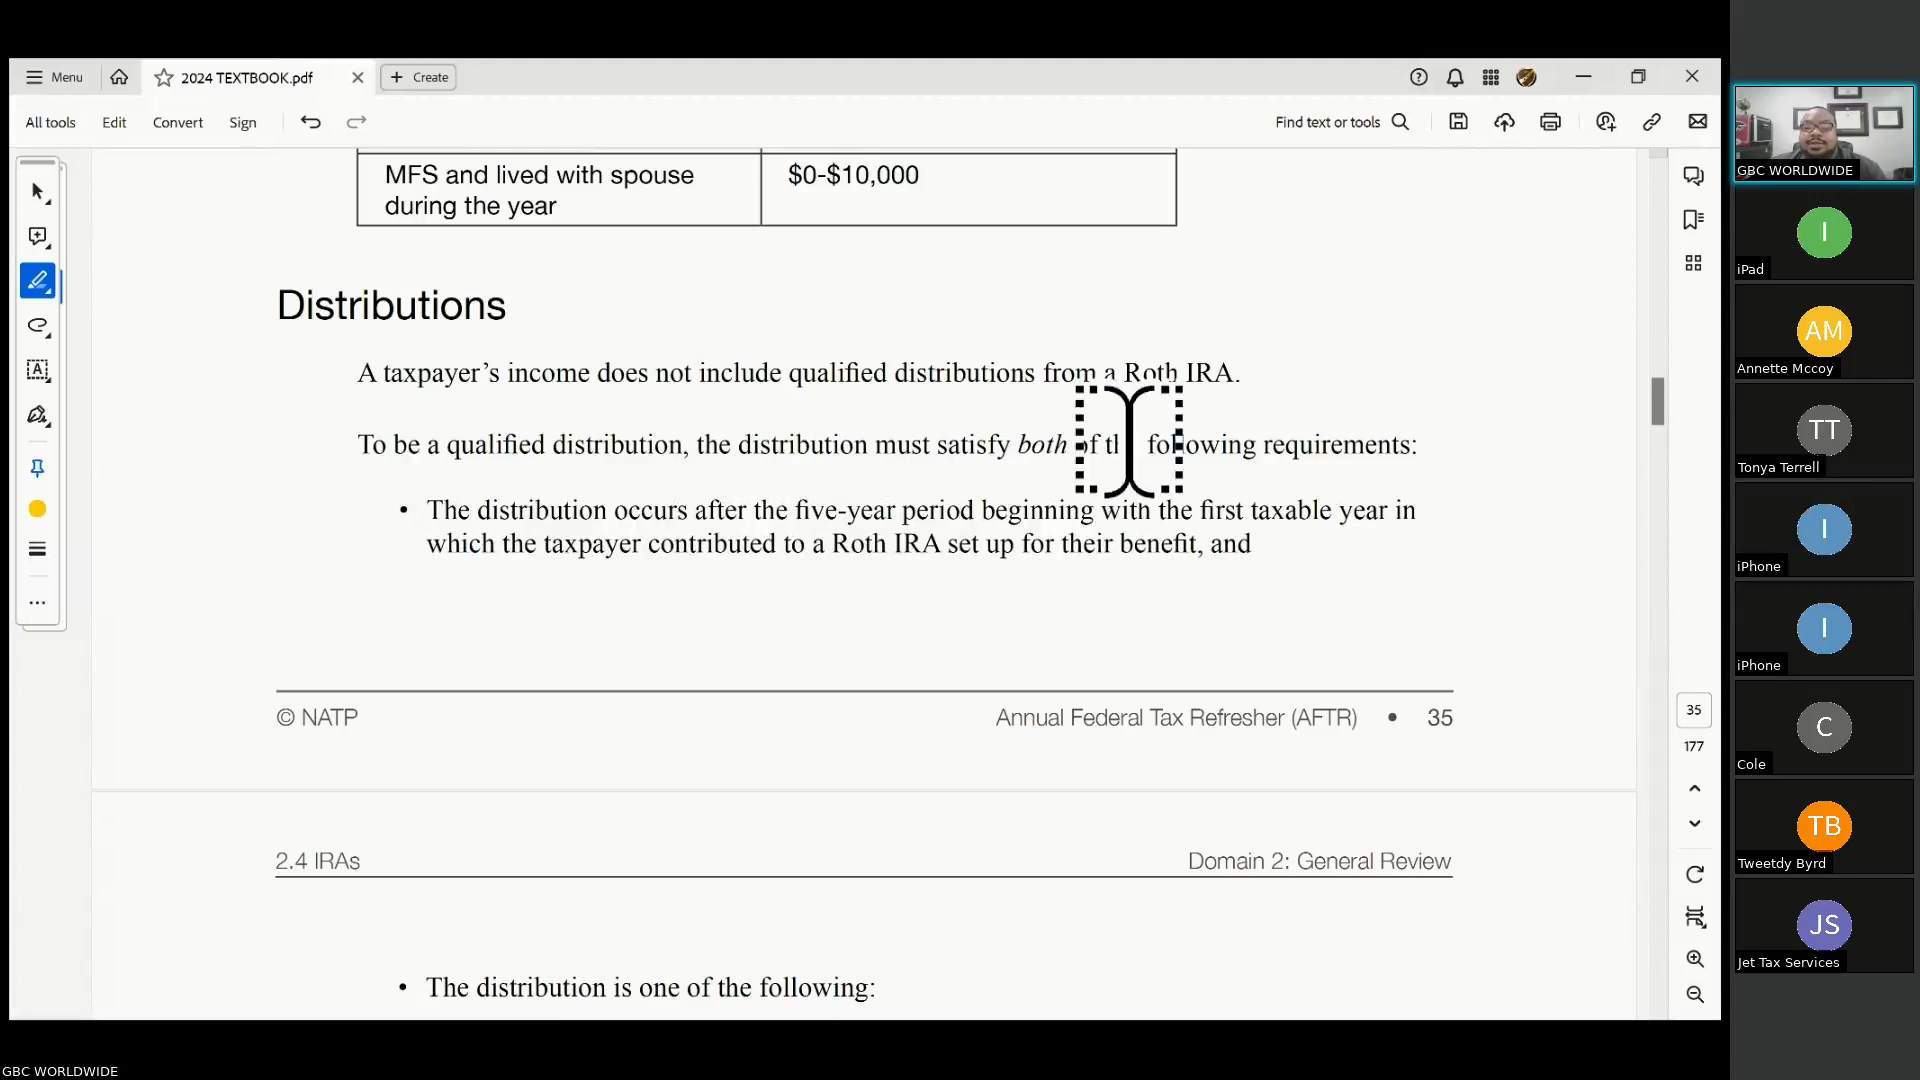 Menu
2024 TEXTBOOK.pdf
Create
All tools
Edit
Convert
Sign
Find text or tools
MFS and lived with spouse
during the year
$0-$10,000
Distributions
A taxpayer’s income does not include qualified distributions from a Roth IRA.
To be a qualified distribution, the distribution must satisfy both of th following requirements:
• The distribution occurs after the five-year period beginning with the first taxable year in
which the taxpayer contributed to a Roth IRA set up for their benefit, and
© NATP
Annual Federal Tax Refresher (AFTR) • 35
2.4 IRAs
Domain 2: General Review
• The distribution is one of the following:
35
177
GBC WORLDWIDE
I
iPad
AM
Annette Mccoy
TT
Tonya Terrell
I
iPhone
I
iPhone
C
Cole
TB
Tweetdy Byrd
JS
Jet Tax Services
GBC WORLDWIDE